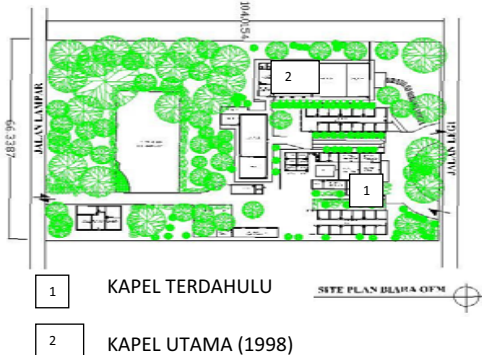 104.0154
66.3387
JALAN LAMPAR
JALAN LEGI
2
1
1 KAPEL TERDAHULU
SITE PLAN BIARA OFM
2 KAPEL UTAMA (1998)